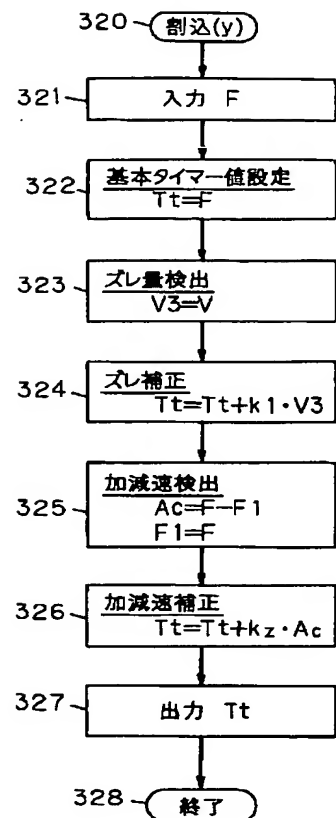 320 割込(y)
321 入力 F
322 基本タイマー値設定
Tt=F
323 ズレ量検出
V3=V
324 ズレ補正
Tt=Tt+k1・V3
325 加減速検出
Ac=F-F1
F1=F
326 加減速補正
Tt=Tt+kz・Ac
327 出力 Tt
328 終了